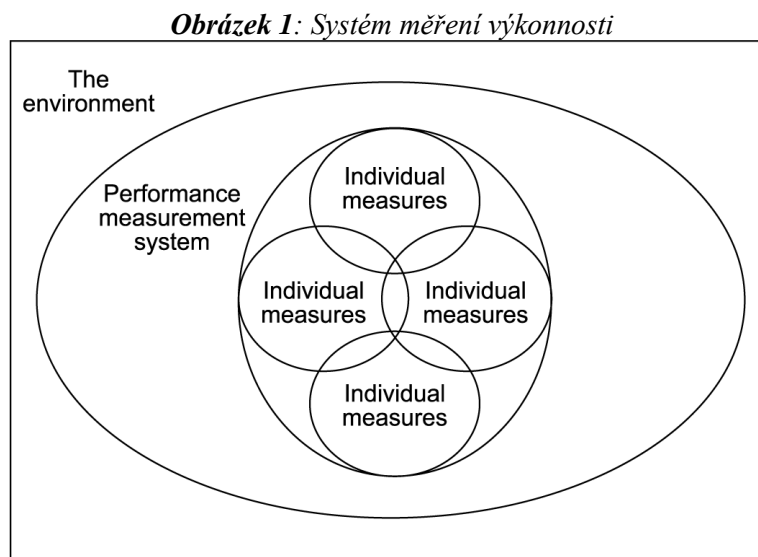 Obrázek 1: Systém měření výkonnosti
The
environment
Performance
measurement
system
Individual
measures
Individual
measures
Individual
measures
Individual
measures